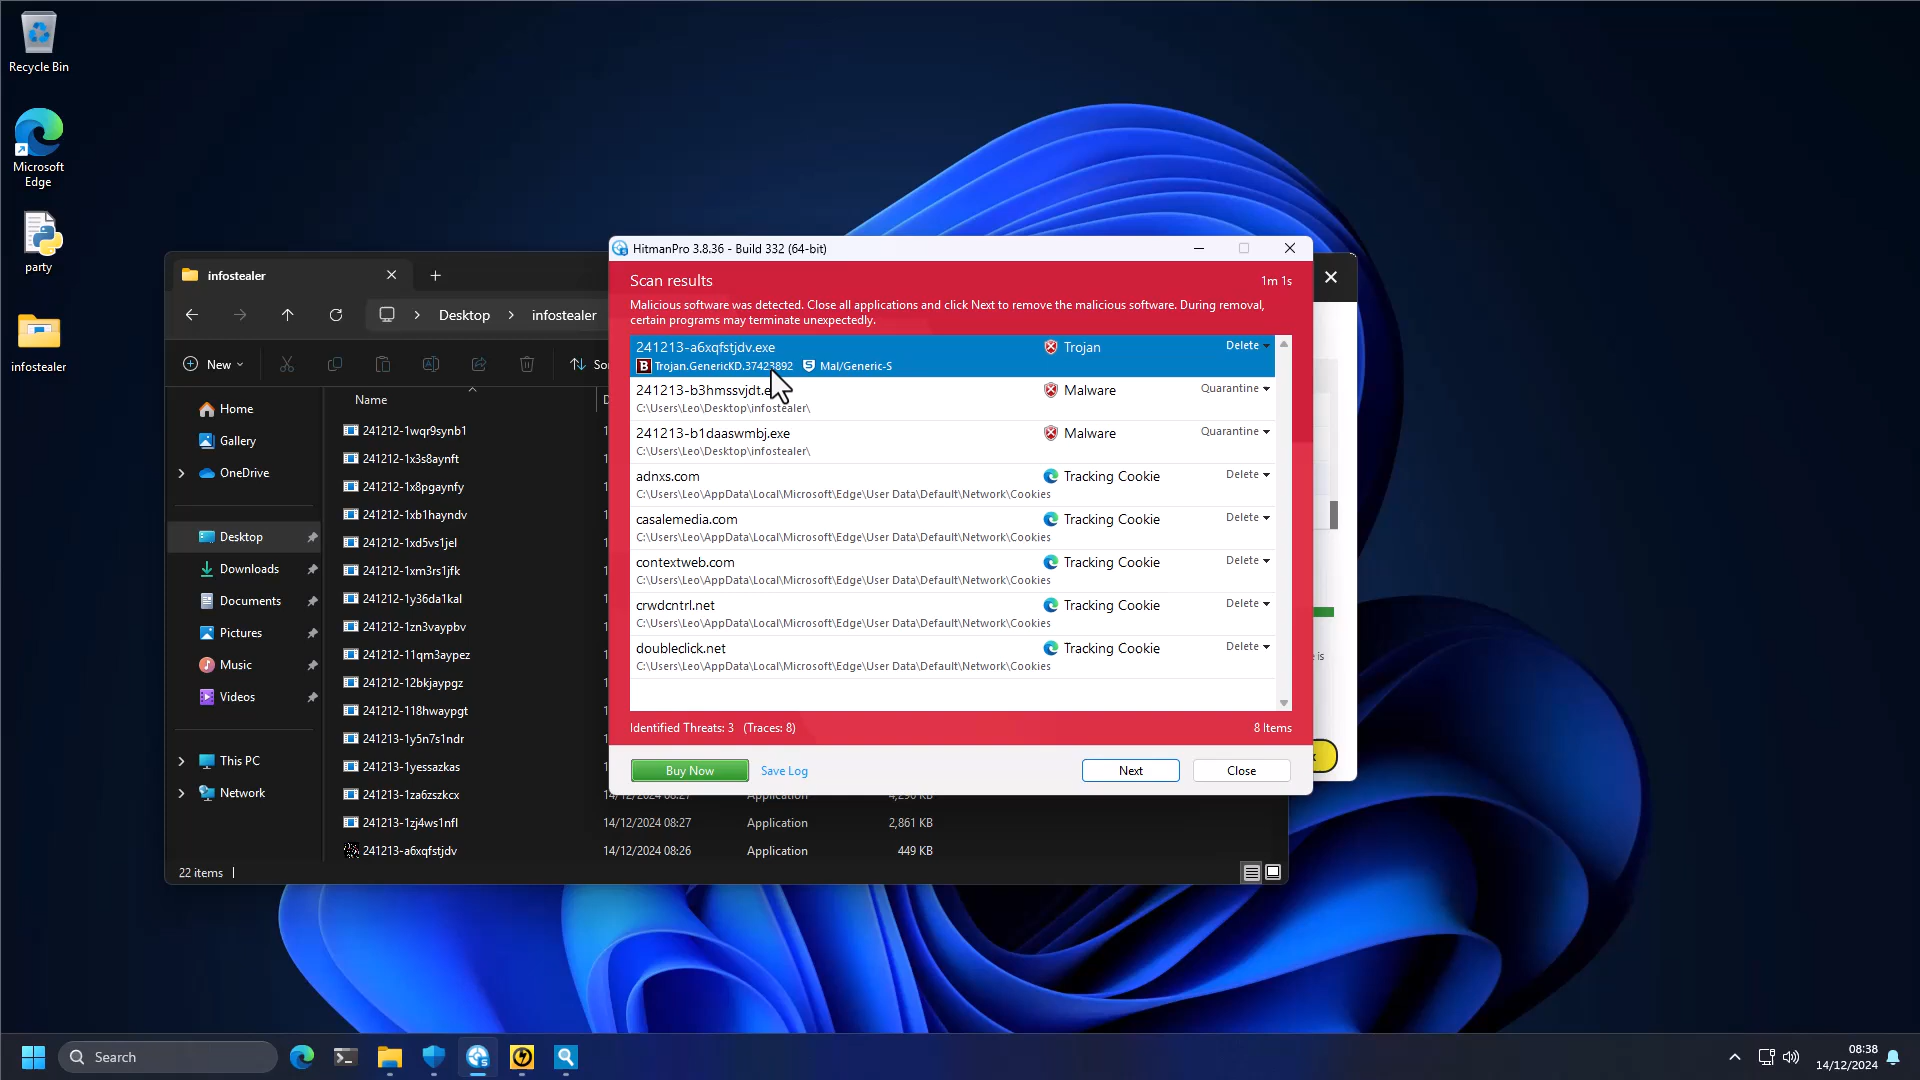 Recycle Bin
Microsoft
Edge
party
infostealer
infostealer
Desktop
infostealer
New
So
Name
D
Home
Gallery
OneDrive
Desktop
Downloads
Documents
Pictures
Music
Videos
This PC
Network
241212-1wqr9synb1
241212-1x3s8aynft
241212-1x8pgaynfy
241212-1xb1hayndv
241212-1xd5vs1jel
241212-1xm3rs1jfk
241212-1y36da1kal
241212-1zn3vaypbv
241212-11qm3aypez
241212-12bkjaypgz
241212-118hwaypgt
241213-1y5n7s1ndr
241213-1yessazkas
241213-1za6zszkcx 14/12/2024 08:27 Application 4,296 KB
241213-1zj4ws1nfl 14/12/2024 08:27 Application 2,861 KB
241213-a6xqfstjdv 14/12/2024 08:26 Application 449 KB
22 items
HitmanPro 3.8.36 - Build 332 (64-bit)
Scan results 1m 1s
Malicious software was detected. Close all applications and click Next to remove the malicious software. During removal,
certain programs may terminate unexpectedly.
241213-a6xqfstjdv.exe Trojan Delete
B Trojan.GenericKD.37423892 Mal/Generic-S
241213-b3hmssvjdt.e Malware Quarantine
C:\Users\Leo\Desktop\infostealer\
241213-b1daaswmbj.exe Malware Quarantine
C:\Users\Leo\Desktop\infostealer\
adnxs.com Tracking Cookie Delete
C:\Users\Leo\AppData\Local\Microsoft\Edge\User Data\Default\Network\Cookies
casalemedia.com Tracking Cookie Delete
C:\Users\Leo\AppData\Local\Microsoft\Edge\User Data\Default\Network\Cookies
contextweb.com Tracking Cookie Delete
C:\Users\Leo\AppData\Local\Microsoft\Edge\User Data\Default\Network\Cookies
crwdcntrl.net Tracking Cookie Delete
C:\Users\Leo\AppData\Local\Microsoft\Edge\User Data\Default\Network\Cookies
doubleclick.net Tracking Cookie Delete
C:\Users\Leo\AppData\Local\Microsoft\Edge\User Data\Default\Network\Cookies
Identified Threats: 3 (Traces: 8) 8 Items
Buy Now Save Log Next Close
is
Search
08:38
14/12/2024